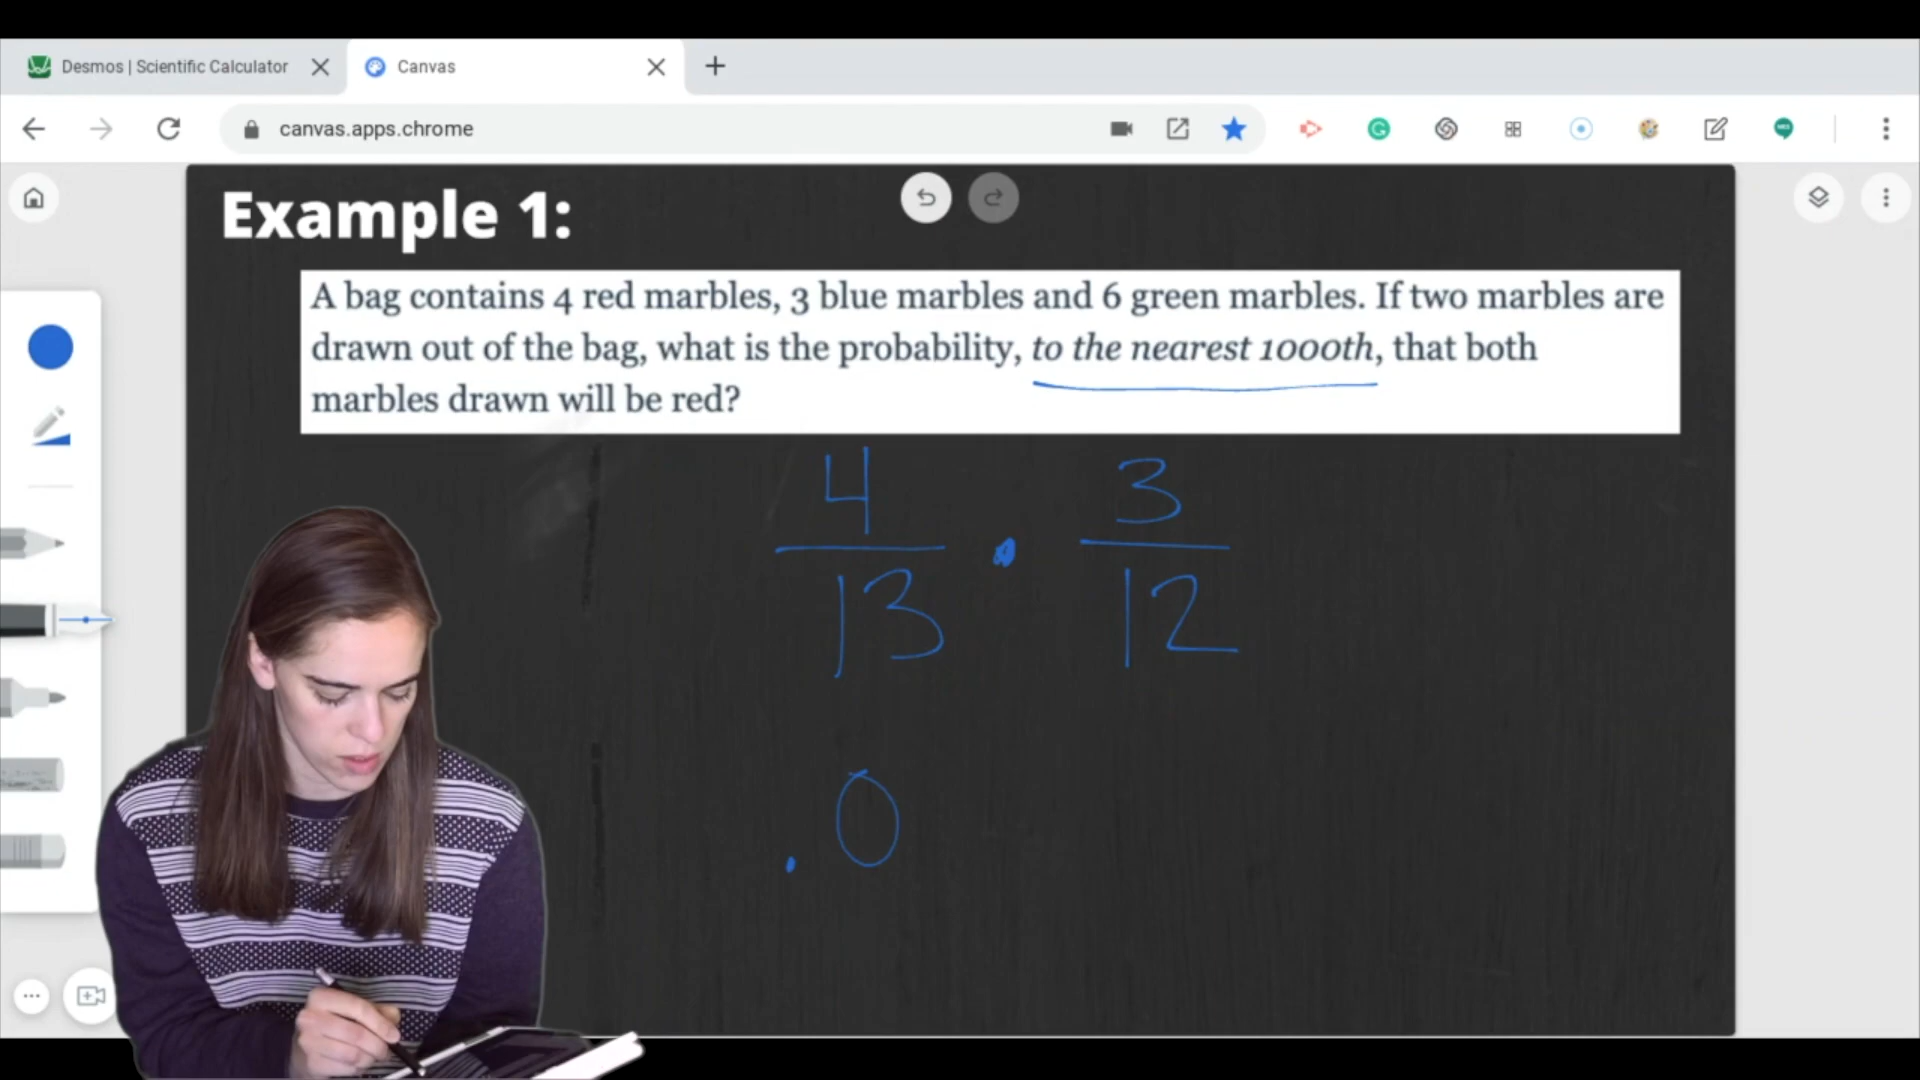 Desmos | Scientific Calculator
Canvas
canvas.apps.chrome
Example 1:
A bag contains 4 red marbles, 3 blue marbles and 6 green marbles. If two marbles are
drawn out of the bag, what is the probability, to the nearest 1000th, that both
marbles drawn will be red?
4 3
13 . 12
.0